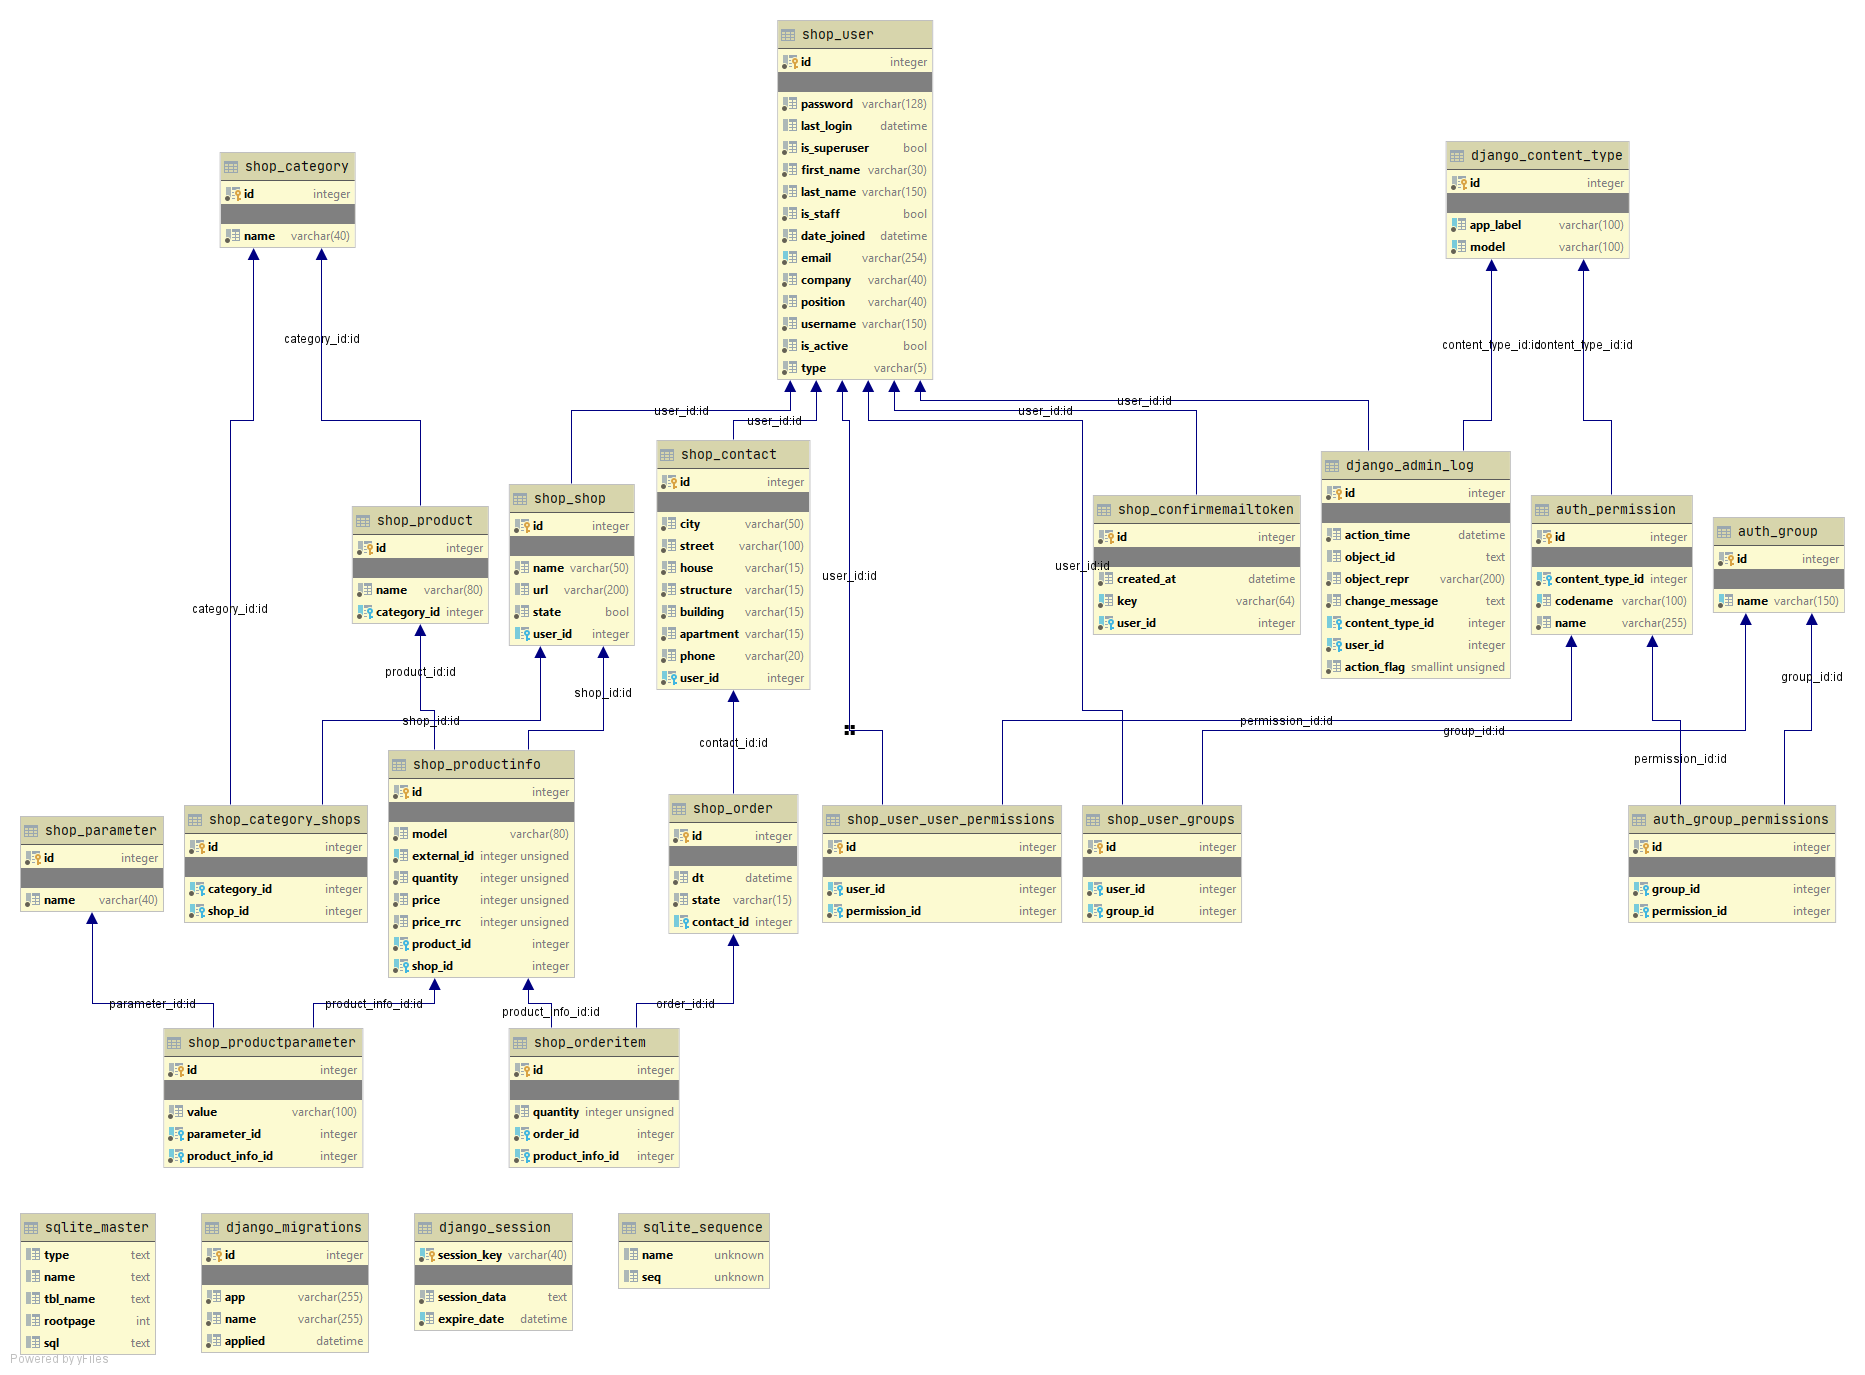 shop_user
id integer
password varchar(128)
last_login datetime
is_superuser bool
first_name varchar(30)
last_name varchar(150)
is_staff bool
date_joined datetime
email varchar(254)
company varchar(40)
position varchar(40)
username varchar(150)
is_active bool
type varchar(5)
shop_category
id integer
name varchar(40)
django_content_type
id integer
app_label varchar(100)
model varchar(100)
category_id:id
content_type_id:id
content_type_id:id
user_id:id
user_id:id
user_id:id
user_id:id
shop_contact
id integer
city varchar(50)
street varchar(100)
house varchar(15)
structure varchar(15)
building varchar(15)
apartment varchar(15)
phone varchar(20)
user_id integer
django_admin_log
id integer
action_time datetime
object_id text
object_repr varchar(200)
change_message text
content_type_id integer
user_id integer
action_flag smallint unsigned
shop_shop
id integer
name varchar(50)
url varchar(200)
state bool
user_id integer
shop_confirmemailtoken
id integer
created_at datetime
key varchar(64)
user_id integer
auth_permission
id integer
content_type_id integer
codename varchar(100)
name varchar(255)
shop_product
id integer
name varchar(80)
category_id integer
auth_group
id integer
name varchar(150)
user_id:id
user_id:id
category_id:id
product_id:id
group_id:id
shop_id:id
shop_id:id
permission_id:id
group_id:id
contact_id:id
permission_id:id
shop_productinfo
id integer
model varchar(80)
external_id integer unsigned
quantity integer unsigned
price integer unsigned
price_rrc integer unsigned
product_id integer
shop_id integer
shop_order
id integer
dt datetime
state varchar(15)
contact_id integer
shop_parameter
id integer
name varchar(40)
shop_category_shops
id integer
category_id integer
shop_id integer
shop_user_user_permissions
id integer
user_id integer
permission_id integer
shop_user_groups
id integer
user_id integer
group_id integer
auth_group_permissions
id integer
group_id integer
permission_id integer
parameter_id:id
product_info_id:id
product_info_id:id
order_id:id
shop_productparameter
id integer
value varchar(100)
parameter_id integer
product_info_id integer
shop_orderitem
id integer
quantity integer unsigned
order_id integer
product_info_id integer
sqlite_master
type text
name text
tbl_name text
rootpage int
sql text
django_migrations
id integer
app varchar(255)
name varchar(255)
applied datetime
django_session
session_key varchar(40)
session_data text
expire_date datetime
sqlite_sequence
name unknown
seq unknown
Powered by yFiles